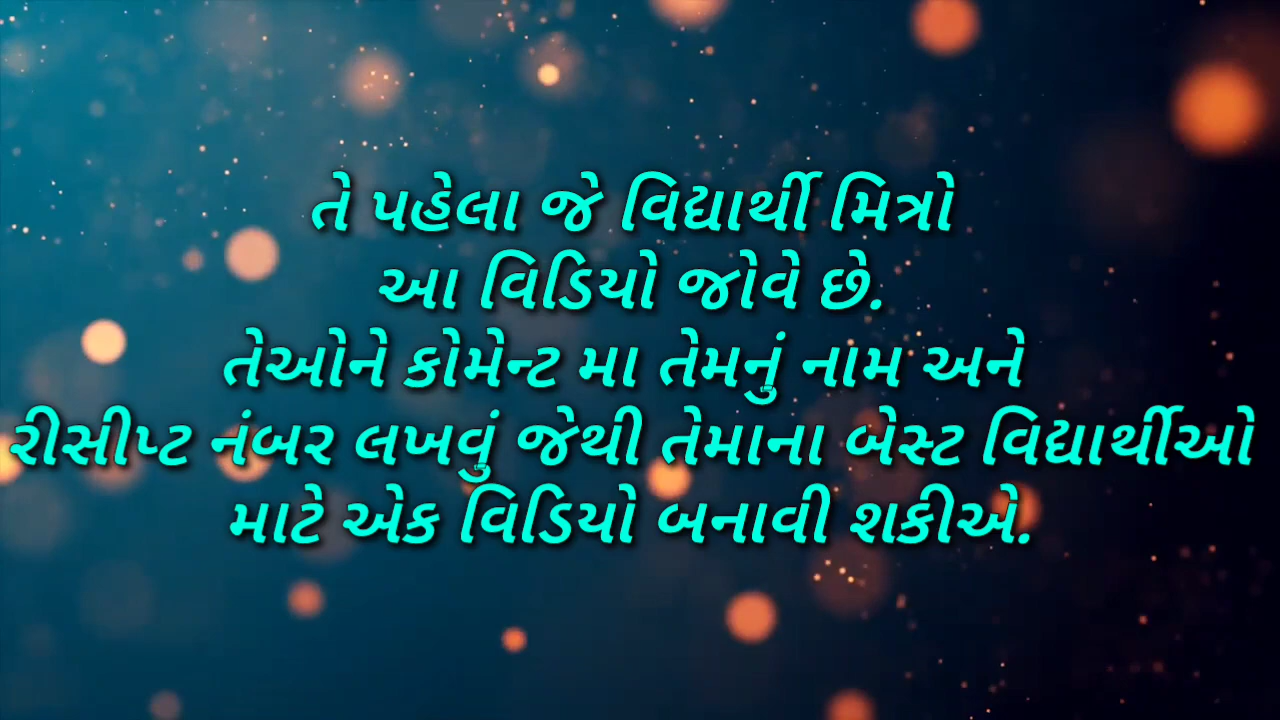 તે પહેલા જે વિદ્યાર્થી મિત્રો
આ વિડિયો જોવે છે.
તેઓને કોમેન્ટ મા તેમનું નામ અને
રીસીપ્ટ નંબર લખવું જેથી તેમાના બેસ્ટ વિદ્યાર્થીઓ
માટે એક વિડિયો બનાવી શકીએ.